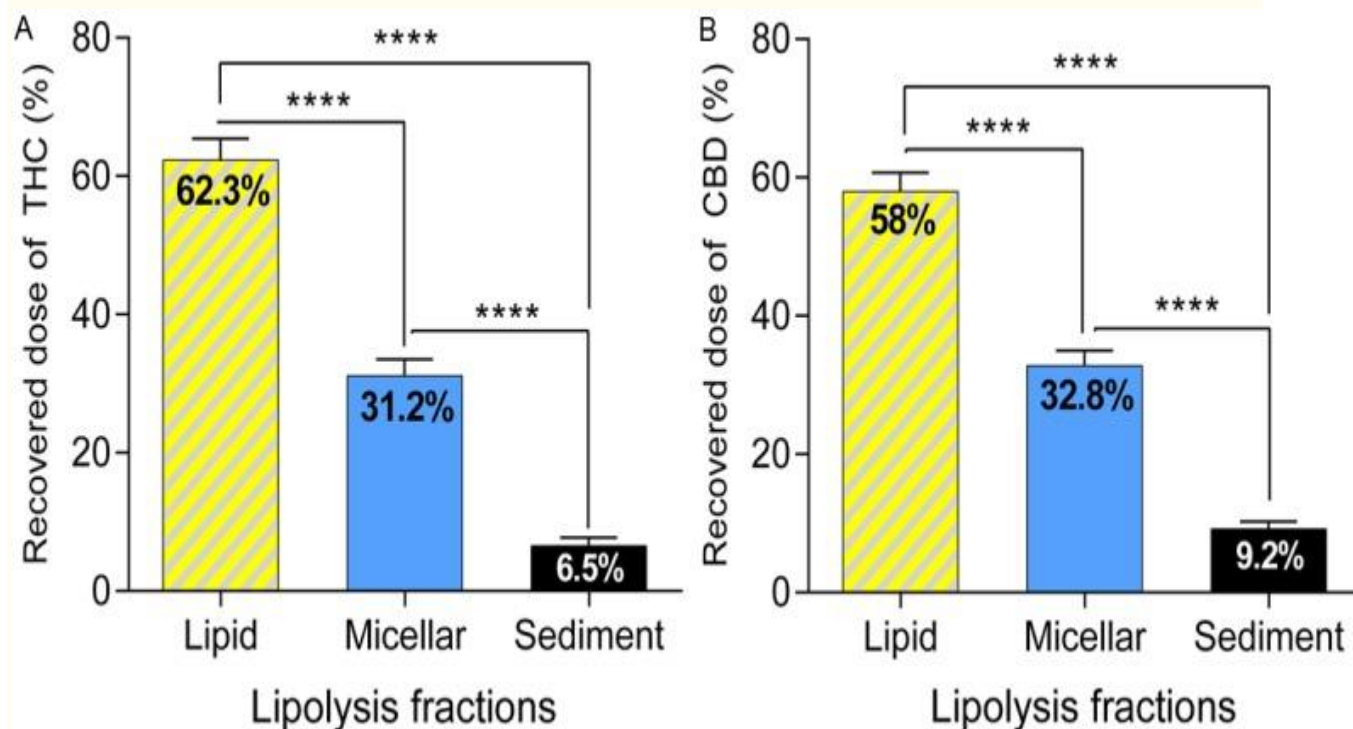 A
Recovered dose of THC (%)
80
60
40
20
0
****
****
****
62.3%
31.2%
6.5%
Lipid Micellar Sediment
Lipolysis fractions
B
Recovered dose of CBD (%)
80
60
40
20
0
****
****
****
58%
32.8%
9.2%
Lipid Micellar Sediment
Lipolysis fractions